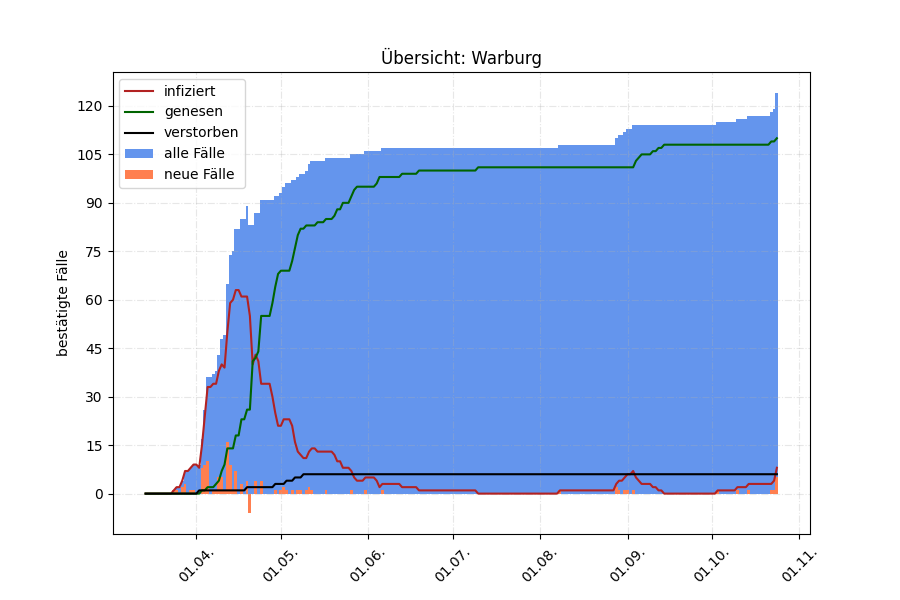 Übersicht: Warburg
infiziert
genesen
verstorben
alle Fälle
neue Fälle
bestätigte Fälle
120
105
90
75
60
45
30
15
0
01.04.
01.05.
01.06.
01.07.
01.08.
01.09.
01.10.
01.11.